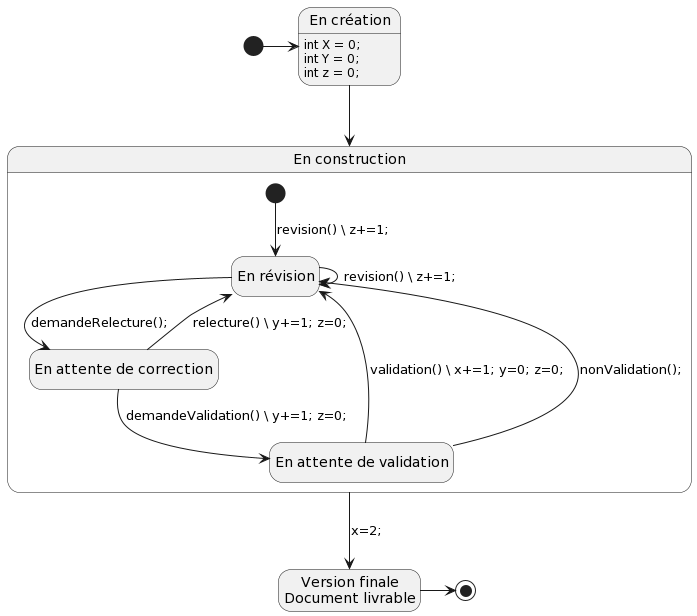 En création
int X = 0;
int Y = 0;
int z = 0;
En construction
revision() \ z+=1;
En révision
revision() \ z+=1;
demandeRelecture();
relecture() \ y+=1; z=0;
En attente de correction
validation() \ x+=1; y=0; z=0;
nonValidation();
demandeValidation() \ y+=1; z=0;
En attente de validation
x=2;
Version finale
Document livrable